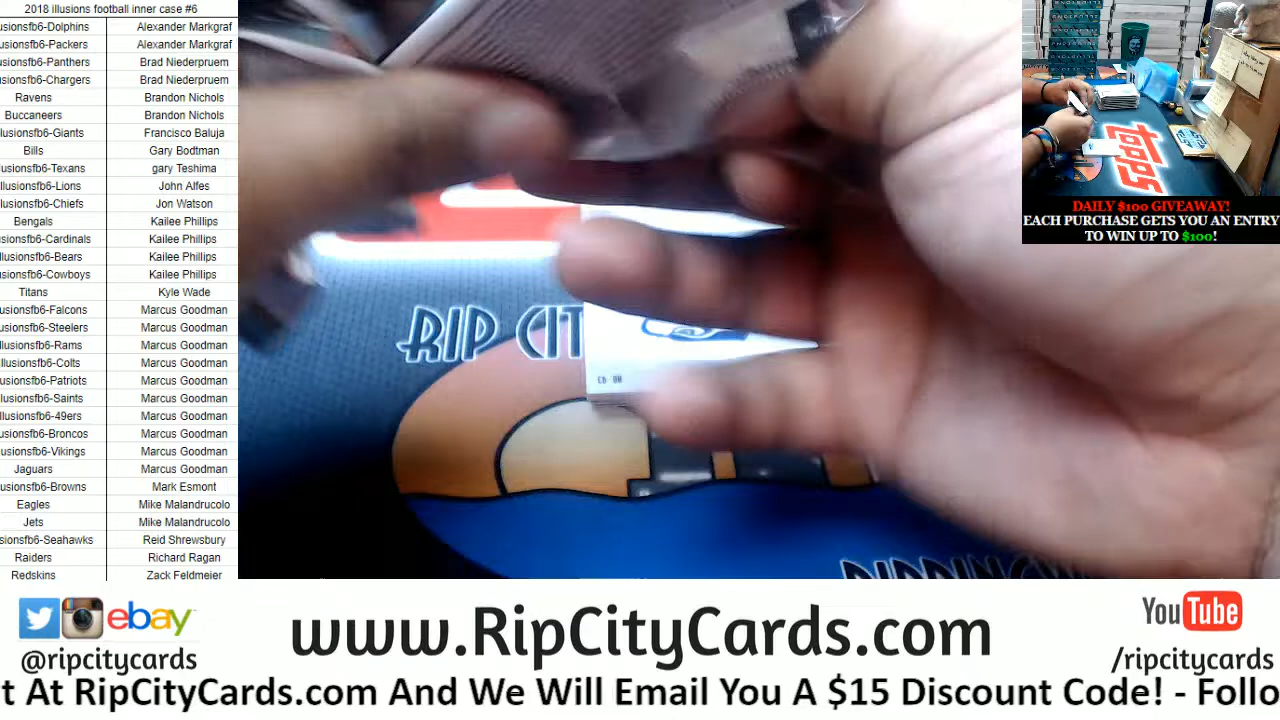 2018 illusions football inner case #6
usionsfb6-Dolphins Alexander Markgraf
usionsfb6-Packers Alexander Markgraf
usionsfb6-Panthers Brad Niederpruem
lusionsfb6-Chargers Brad Niederpruem
Ravens Brandon Nichols
Buccaneers Brandon Nichols
llusionsfb6-Giants Francisco Baluja
Bills Gary Bodtman
usionsfb6-Texans gary Teshima
llusionsfb6-Lions John Alfes
lusionsfb6-Chiefs Jon Watson
Bengals Kailee Phillips
usionsfb6-Cardinals Kailee Phillips
usionsfb6-Bears Kailee Phillips
usionsfb6-Cowboys Kailee Phillips
Titans Kyle Wade
usionsfb6-Falcons Marcus Goodman
usionsfb6-Steelers Marcus Goodman
lusionsfb6-Rams Marcus Goodman
llusionsfb6-Colts Marcus Goodman
usionsfb6-Patriots Marcus Goodman
lusionsfb6-Saints Marcus Goodman
llusionsfb6-49ers Marcus Goodman
usionsfb6-Broncos Marcus Goodman
usionsfb6-Vikings Marcus Goodman
Jaguars Marcus Goodman
usionsfb6-Browns Mark Esmont
Eagles Mike Malandrucolo
Jets Mike Malandrucolo
sionsfb6-Seahawks Reid Shrewsbury
Raiders Richard Ragan
Redskins Zack Feldmeier
RIP CIT
topps
DAILY $100 GIVEAWAY!
EACH PURCHASE GETS YOU AN ENTRY
TO WIN UP TO $100!
ebay
@ripcitycards
www.RipCityCards.com
YouTube
/ripcitycards
t At RipCityCards.com And We Will Email You A $15 Discount Code! - Follo